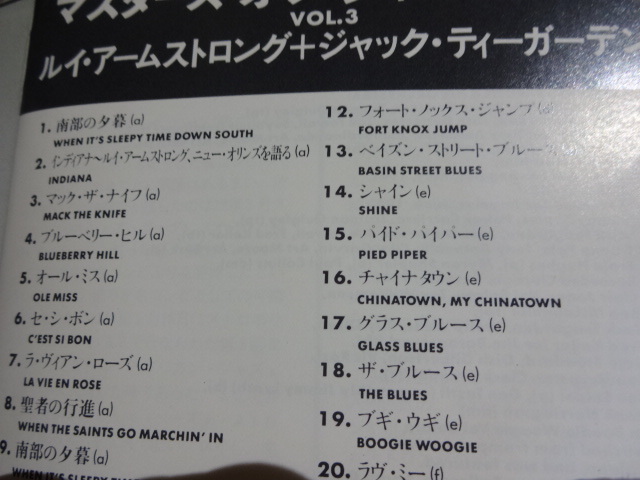 VOL.3
ルイ・アームストロング＋ジャック・ティーガーデン
1. 南部の夕暮(a)
WHEN IT'S SLEEPY TIME DOWN SOUTH
2. インディアナ〜ルイ・アームストロング、ニュー・オリンズを語る(a)
INDIANA
3. マック・ザ・ナイフ(a)
MACK THE KNIFE
4. ブルーベリー・ヒル(a)
BLUEBERRY HILL
5. オール・ミス(a)
OLE MISS
6. セ・シ・ボン(a)
C'EST SI BON
7. ラ・ヴィアン・ローズ(a)
LA VIE EN ROSE
8. 聖者の行進(a)
WHEN THE SAINTS GO MARCHIN' IN
9. 南部の夕暮(a)
WHEN IT'S SLEEPY
12. フォート・ノックス・ジャンプ
FORT KNOX JUMP
13. ベイズン・ストリート・ブルース
BASIN STREET BLUES
14. シャイン(e)
SHINE
15. パイド・パイパー(e)
PIED PIPER
16. チャイナタウン(e)
CHINATOWN, MY CHINATOWN
17. グラス・ブルース(e)
GLASS BLUES
18. ザ・ブルース(e)
THE BLUES
19. ブギ・ウギ(e)
BOOGIE WOOGIE
20. ラヴ・ミー(f)